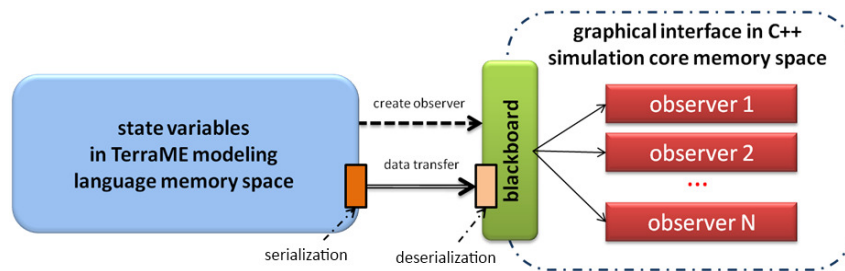 graphical interface in C++
simulation core memory space
state variables
in TerraME modeling
language memory space
create observer
data transfer
serialization
deserialization
blackboard
observer 1
observer 2
...
observer N